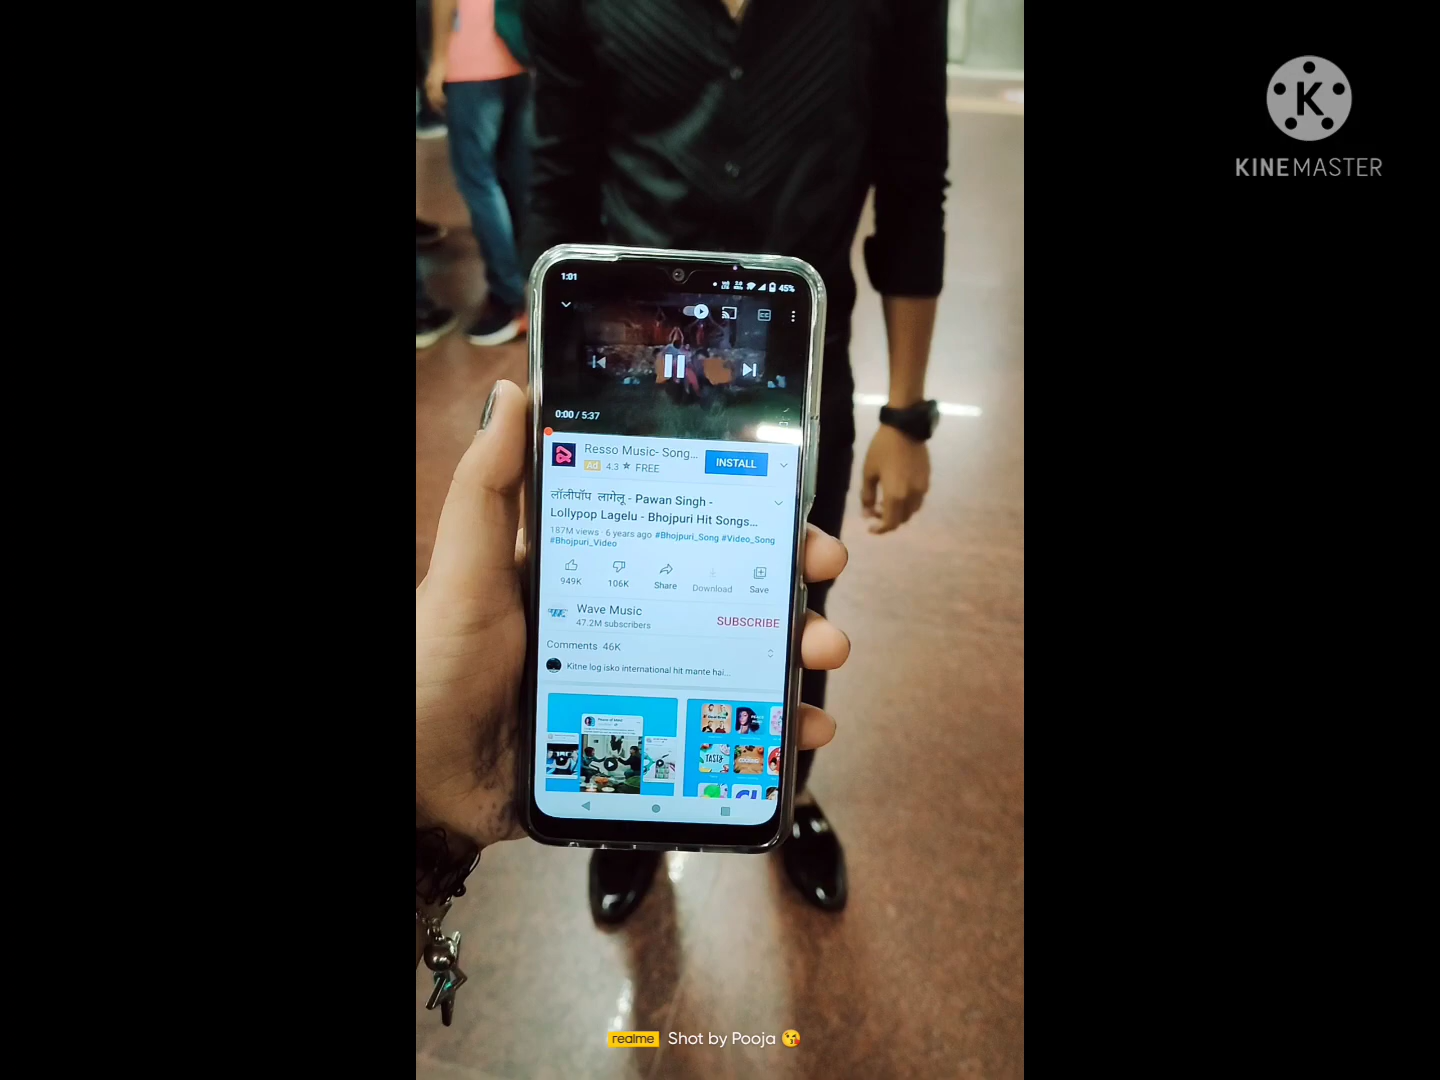 KINEMASTER
1:01
45%
0:00 / 5:37
Resso Music- Song...
INSTALL
Ad 4.3 ★ FREE
लॉलीपॉप लागेलू - Pawan Singh -
Lollypop Lagelu - Bhojpuri Hit Songs...
187M views · 6 years ago #Bhojpuri_Song #Video_Song
#Bhojpuri_Video
949K
106K
Share
Download
Save
Wave Music
47.2M subscribers
SUBSCRIBE
Comments 46K
Kitne log isko international hit mante hai...
realme Shot by Pooja 😘